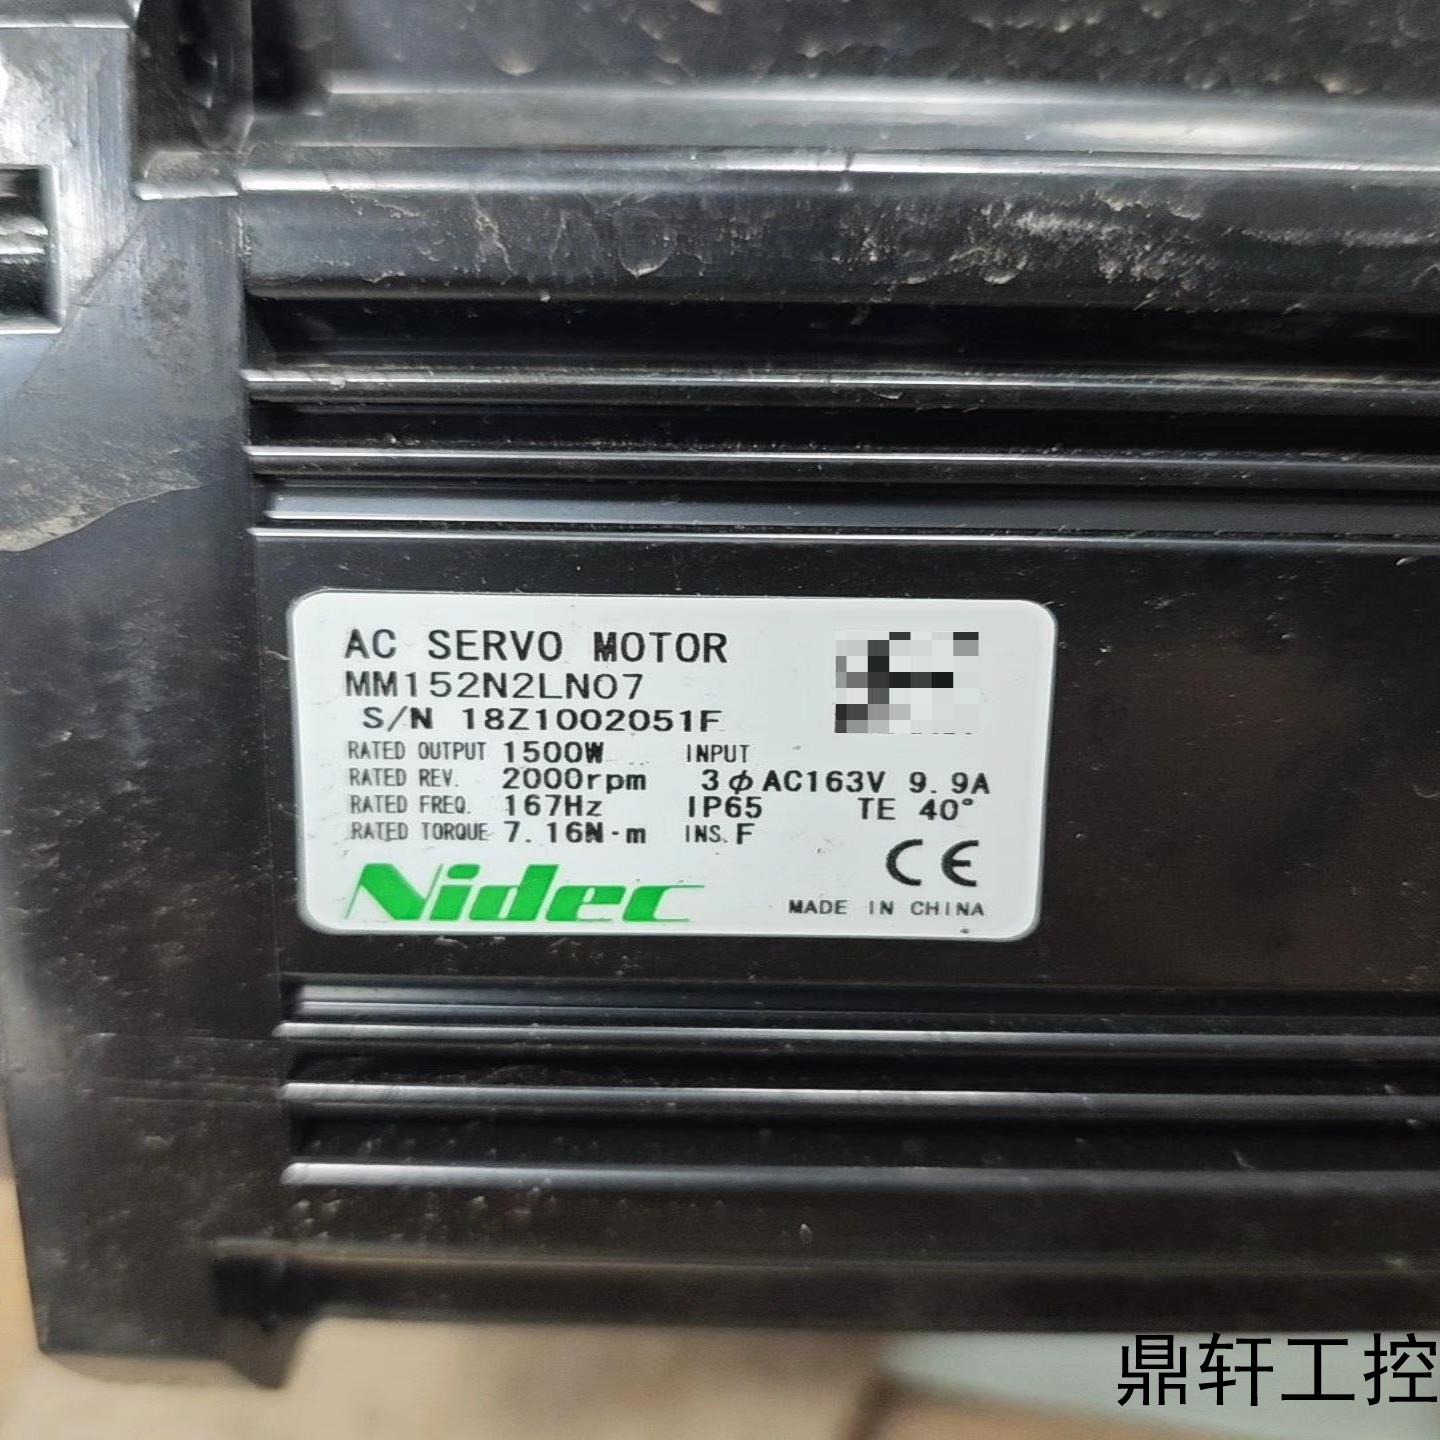 AC SERVO MOTOR
MM152N2LN07
S/N 18Z1002051F
RATED OUTPUT 1500W INPUT
RATED REV. 2000rpm 3φAC163V 9.9A
RATED FREQ. 167Hz IP65 TE 40°
RATED TORQUE 7.16N·m INS. F
CE
Nidec
MADE IN CHINA
鼎轩工控